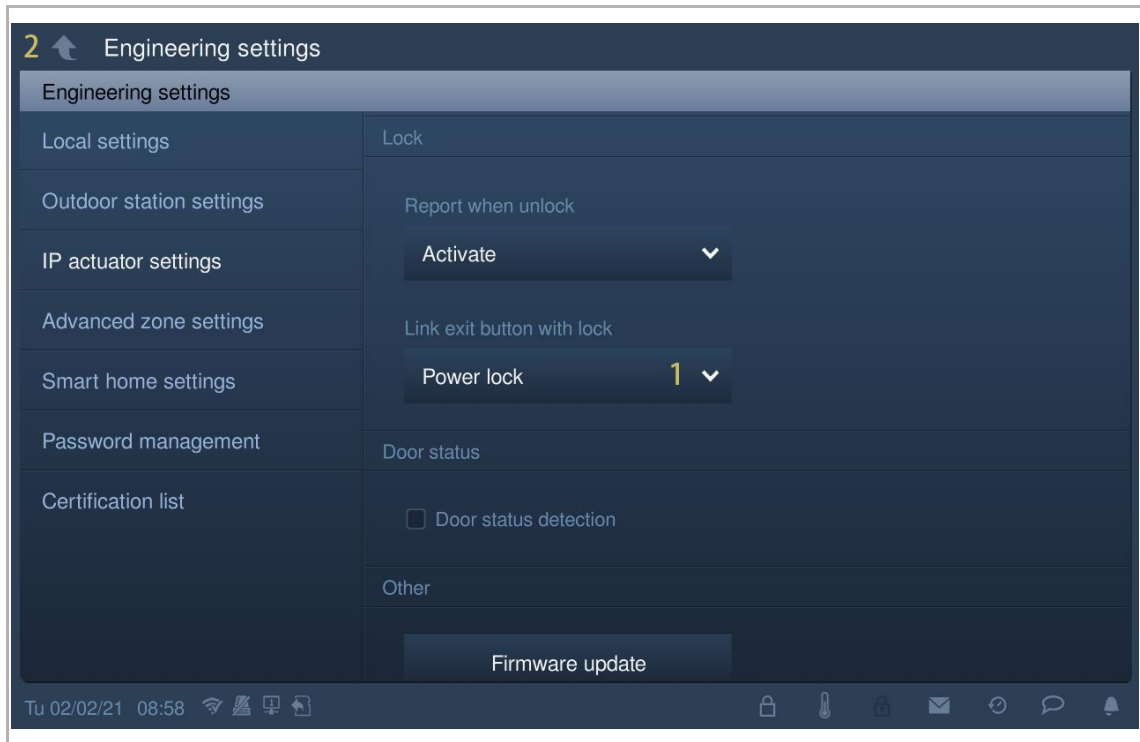 2 Engineering settings
Engineering settings
Local settings
Outdoor station settings
IP actuator settings
Advanced zone settings
Smart home settings
Password management
Certification list
Lock
Report when unlock
Activate
Link exit button with lock
Power lock 1
Door status
Door status detection
Other
Firmware update
Tu 02/02/21 08:58